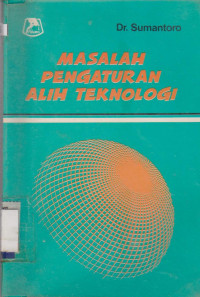 Dr. Sumantoro
MASALAH
PENGATURAN
ALIH TEKNOLOGI